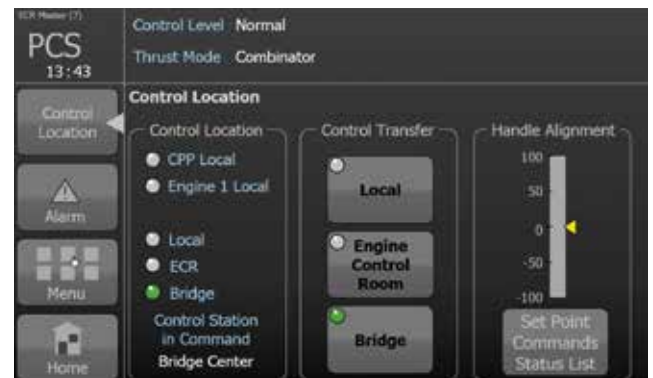 ECR Master (7)
PCS
13:43
Control Level Normal
Thrust Mode Combinator
Control Location
Control
Location
Alarm
Menu
Home
Control Location
CPP Local
Engine 1 Local
Local
ECR
Bridge
Control Station
in Command
Bridge Center
Control Transfer
Local
Engine
Control
Room
Bridge
Handle Alignment
100
50
0
-50
-100
Set Point
Commands
Status List